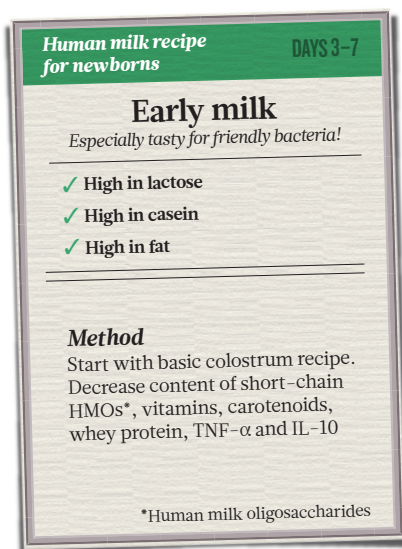 Human milk recipe
for newborns
DAYS 3–7
Early milk
Especially tasty for friendly bacteria!
✓ High in lactose
✓ High in casein
✓ High in fat
Method
Start with basic colostrum recipe.
Decrease content of short-chain
HMOs*, vitamins, carotenoids,
whey protein, TNF-α and IL-10
*Human milk oligosaccharides